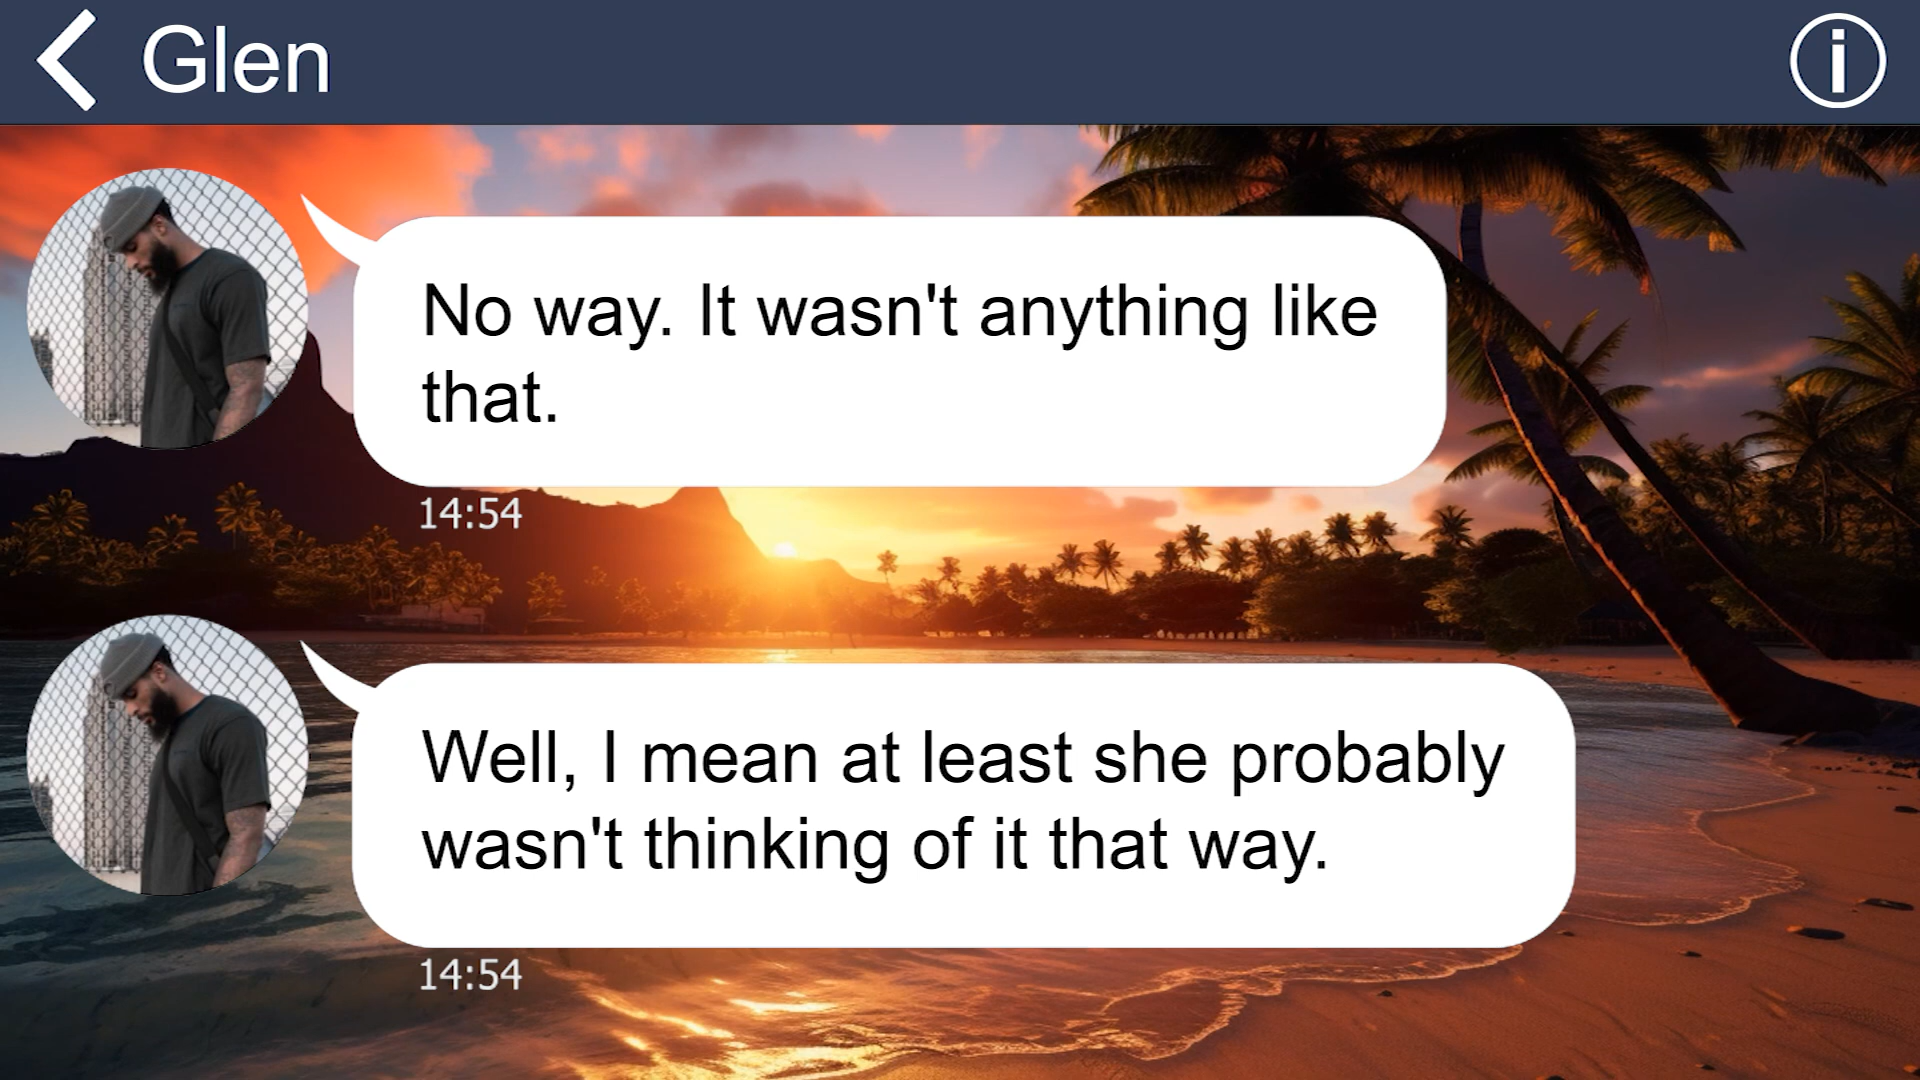 Glen
No way. It wasn't anything like
that.
14:54
Well, I mean at least she probably
wasn't thinking of it that way.
14:54